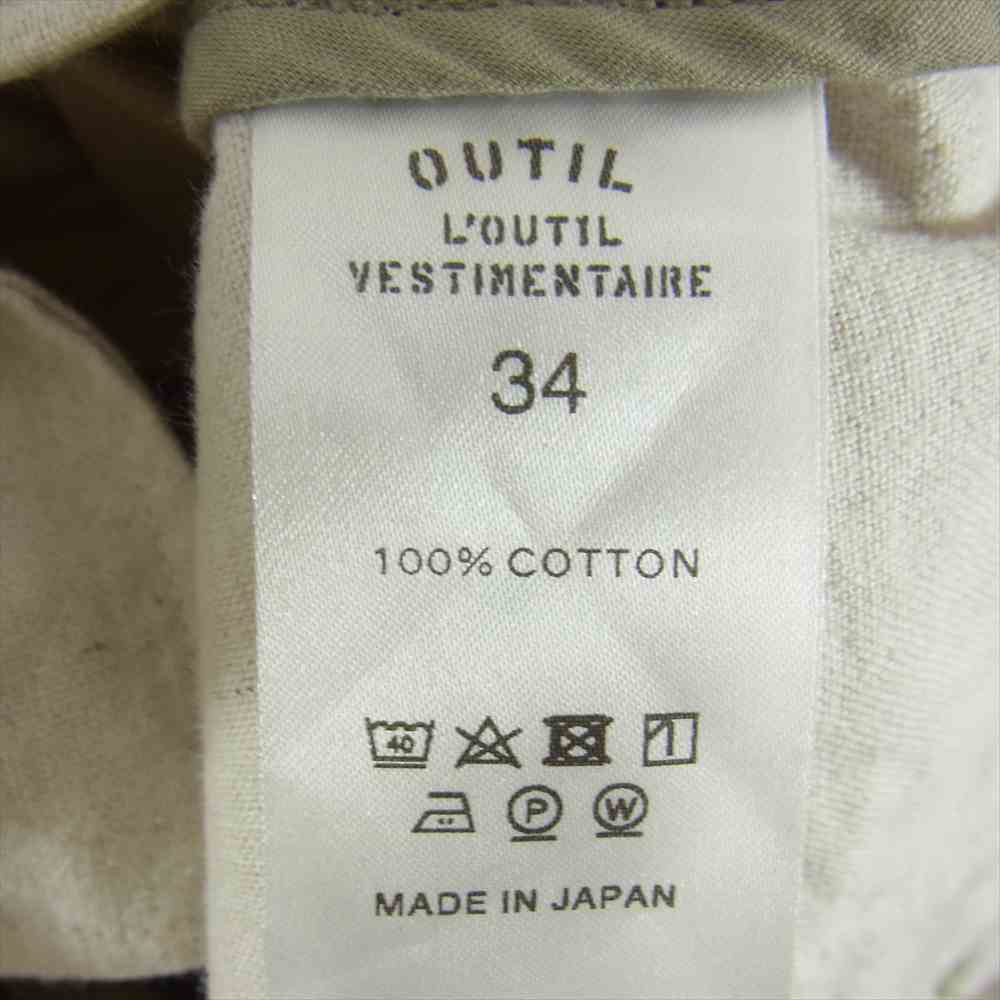 OUTIL
L'OUTIL
VESTIMENTAIRE
34
100% COTTON
40
P W
MADE IN JAPAN